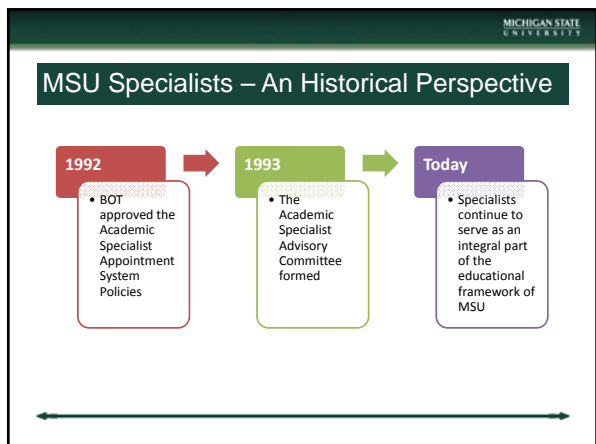 MICHIGAN STATE
UNIVERSITY
MSU Specialists – An Historical Perspective
1992
• BOT
approved the
Academic
Specialist
Appointment
System
Policies
1993
• The
Academic
Specialist
Advisory
Committee
formed
Today
• Specialists
continue to
serve as an
integral part
of the
educational
framework of
MSU